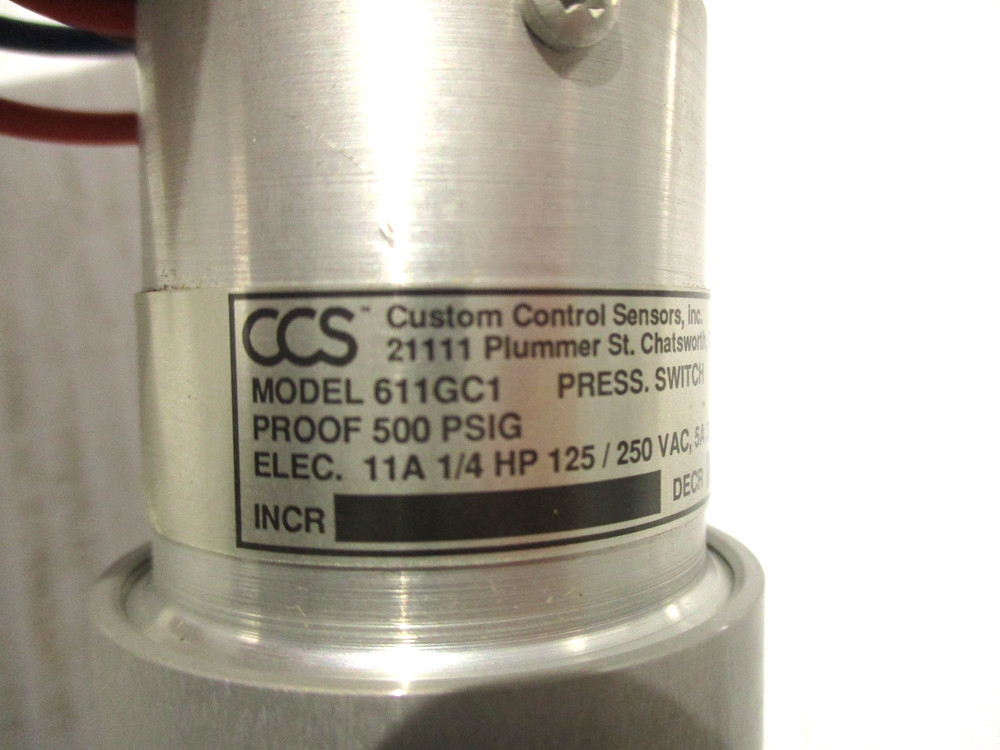 CCS™ Custom Control Sensors, Inc.
21111 Plummer St. Chatsworth,
MODEL 611GC1 PRESS. SWITCH
PROOF 500 PSIG
ELEC. 11A 1/4 HP 125 / 250 VAC, 5A
INCR DECR